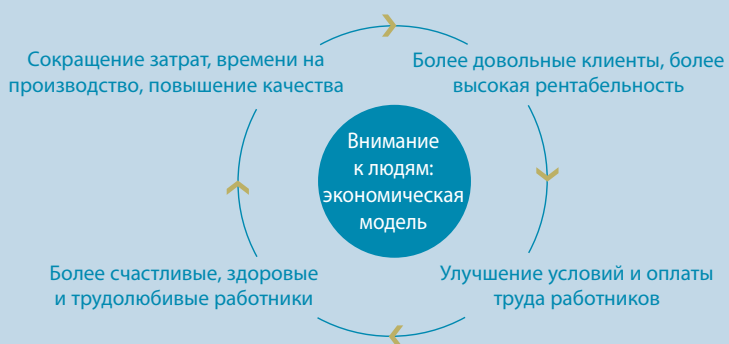 Сокращение затрат, времени на
производство, повышение качества
Более довольные клиенты, более
высокая рентабельность
Внимание
к людям:
экономическая
модель
Более счастливые, здоровые
и трудолюбивые работники
Улучшение условий и оплаты
труда работников